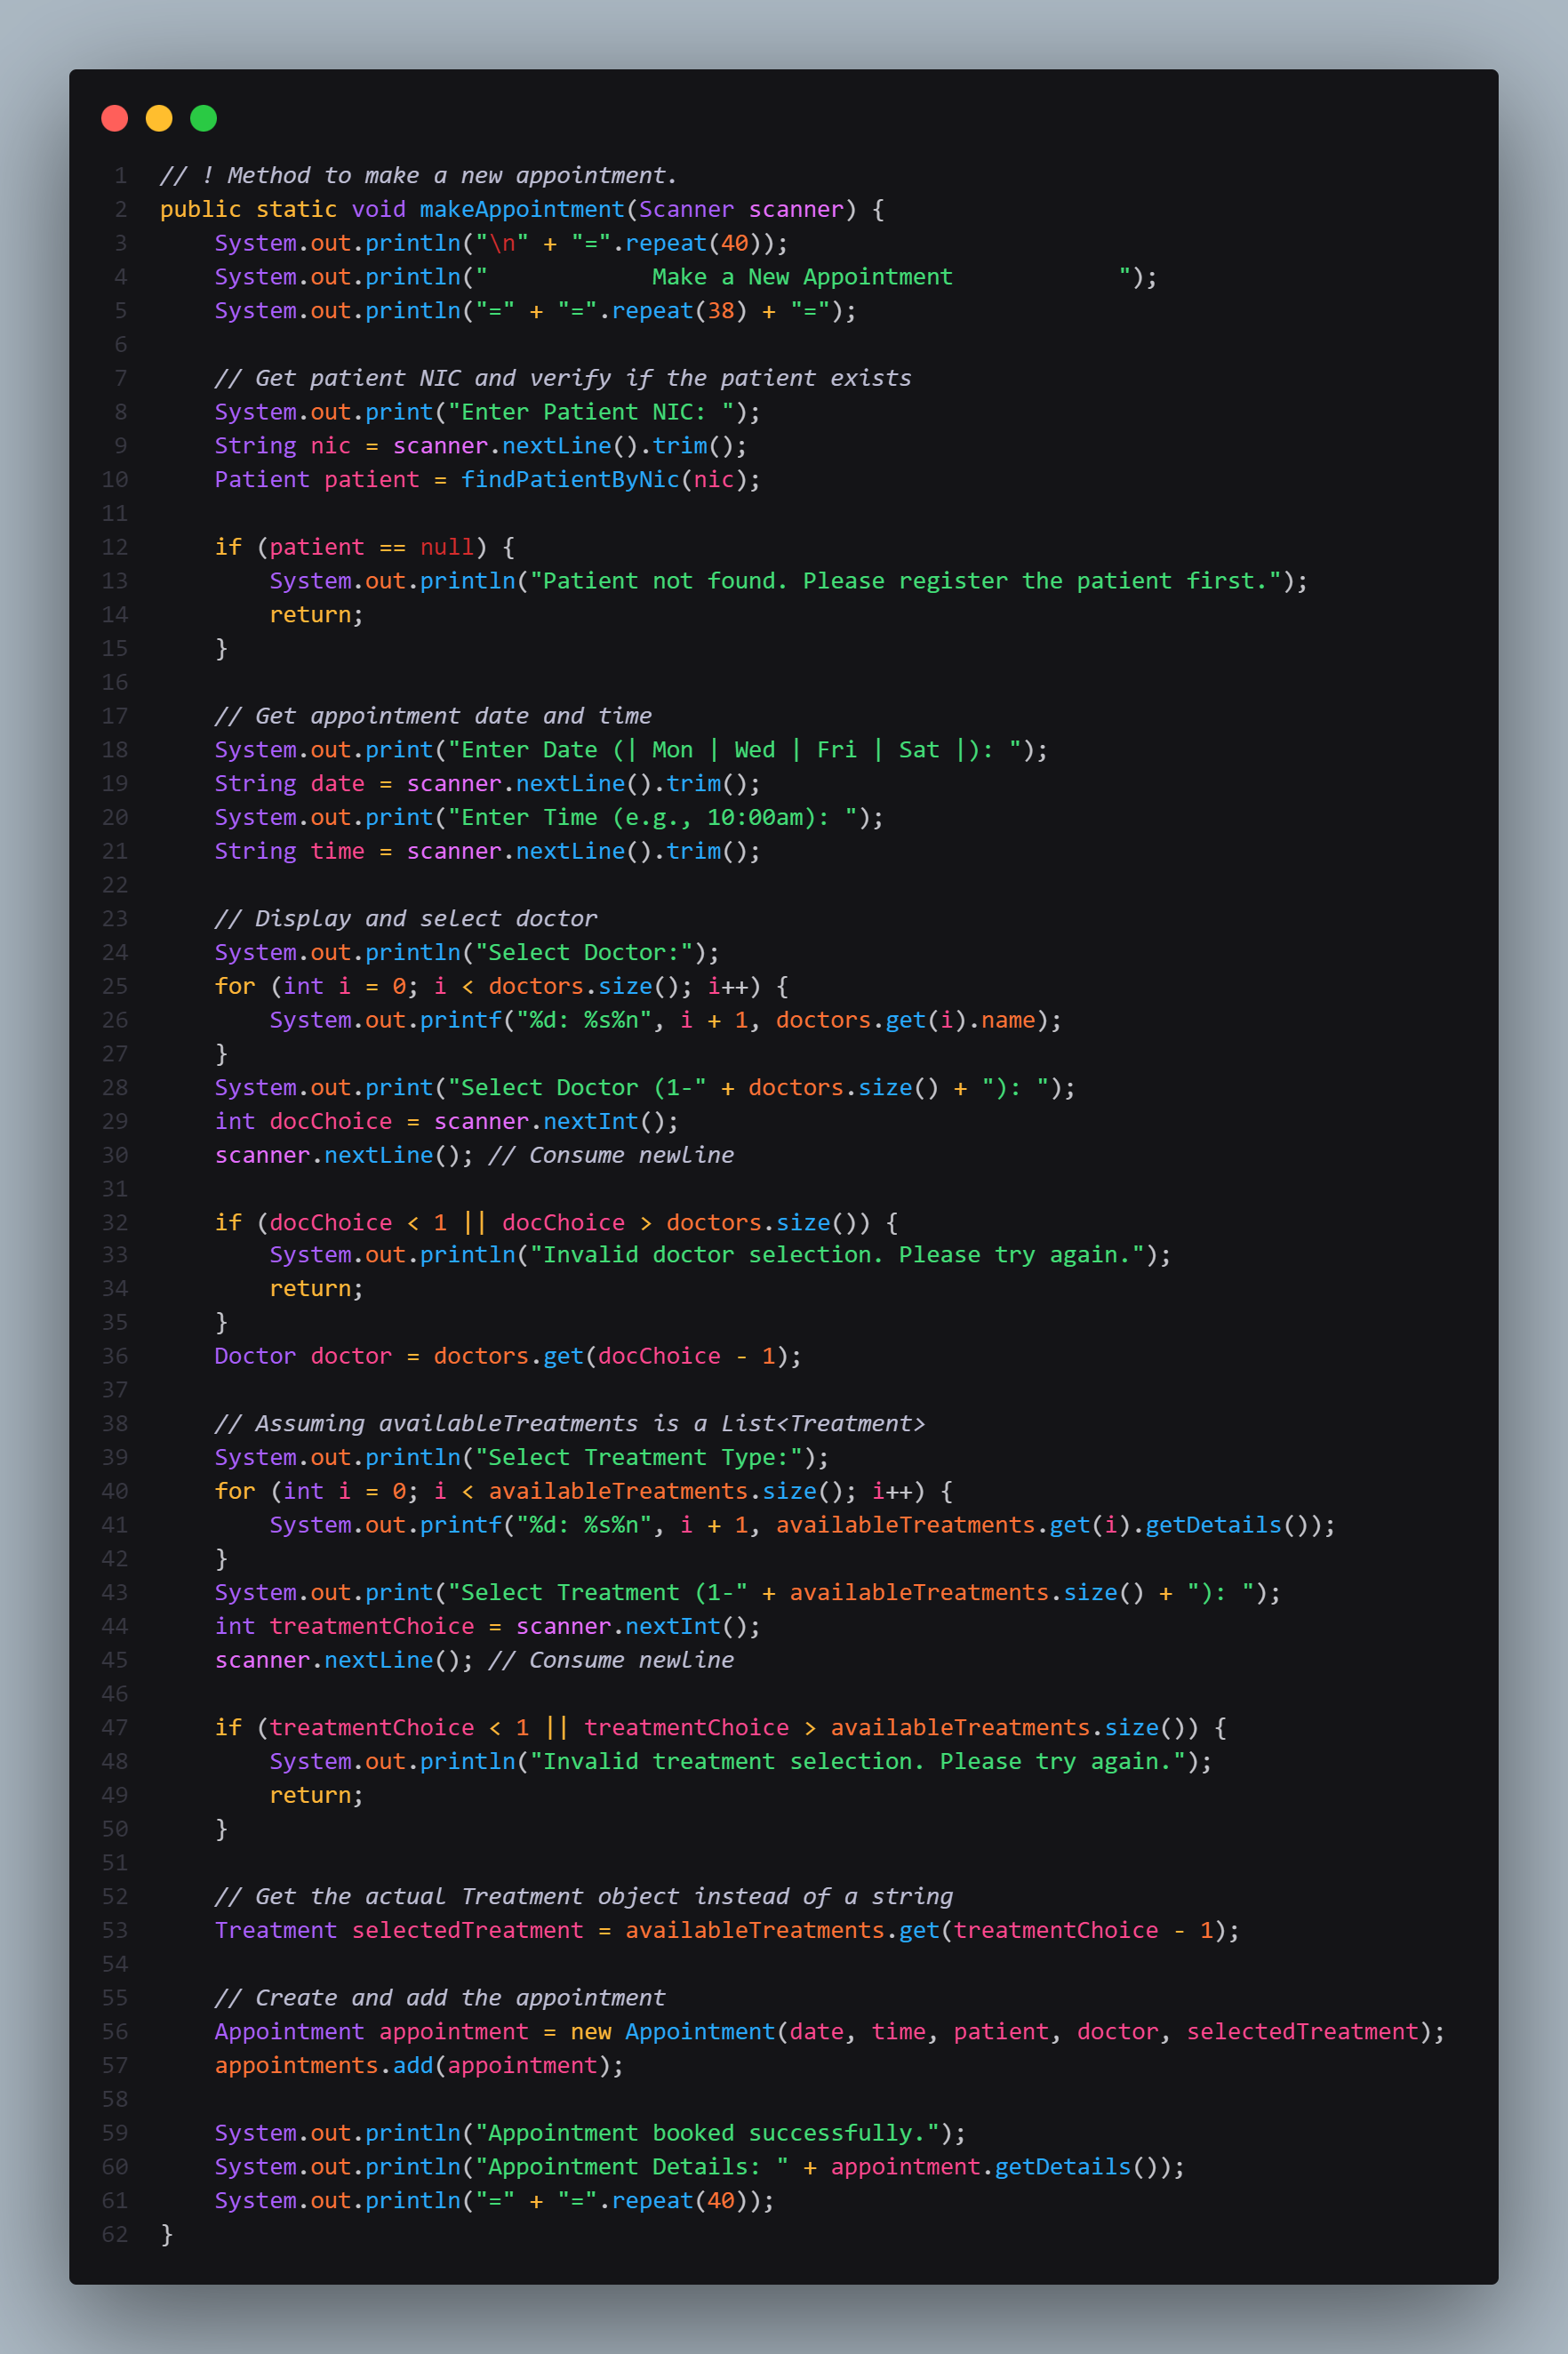 1 // ! Method to make a new appointment.
2 public static void makeAppointment(Scanner scanner) {
3     System.out.println("\n" + "=".repeat(40));
4     System.out.println("            Make a New Appointment            ");
5     System.out.println("=" + "=".repeat(38) + "=");
6
7     // Get patient NIC and verify if the patient exists
8     System.out.print("Enter Patient NIC: ");
9     String nic = scanner.nextLine().trim();
10     Patient patient = findPatientByNic(nic);
11
12     if (patient == null) {
13         System.out.println("Patient not found. Please register the patient first.");
14         return;
15     }
16
17     // Get appointment date and time
18     System.out.print("Enter Date (| Mon | Wed | Fri | Sat |): ");
19     String date = scanner.nextLine().trim();
20     System.out.print("Enter Time (e.g., 10:00am): ");
21     String time = scanner.nextLine().trim();
22
23     // Display and select doctor
24     System.out.println("Select Doctor:");
25     for (int i = 0; i < doctors.size(); i++) {
26         System.out.printf("%d: %s%n", i + 1, doctors.get(i).name);
27     }
28     System.out.print("Select Doctor (1-" + doctors.size() + "): ");
29     int docChoice = scanner.nextInt();
30     scanner.nextLine(); // Consume newline
31
32     if (docChoice < 1 || docChoice > doctors.size()) {
33         System.out.println("Invalid doctor selection. Please try again.");
34         return;
35     }
36     Doctor doctor = doctors.get(docChoice - 1);
37
38     // Assuming availableTreatments is a List<Treatment>
39     System.out.println("Select Treatment Type:");
40     for (int i = 0; i < availableTreatments.size(); i++) {
41         System.out.printf("%d: %s%n", i + 1, availableTreatments.get(i).getDetails());
42     }
43     System.out.print("Select Treatment (1-" + availableTreatments.size() + "): ");
44     int treatmentChoice = scanner.nextInt();
45     scanner.nextLine(); // Consume newline
46
47     if (treatmentChoice < 1 || treatmentChoice > availableTreatments.size()) {
48         System.out.println("Invalid treatment selection. Please try again.");
49         return;
50     }
51
52     // Get the actual Treatment object instead of a string
53     Treatment selectedTreatment = availableTreatments.get(treatmentChoice - 1);
54
55     // Create and add the appointment
56     Appointment appointment = new Appointment(date, time, patient, doctor, selectedTreatment);
57     appointments.add(appointment);
58
59     System.out.println("Appointment booked successfully.");
60     System.out.println("Appointment Details: " + appointment.getDetails());
61     System.out.println("=" + "=".repeat(40));
62 }